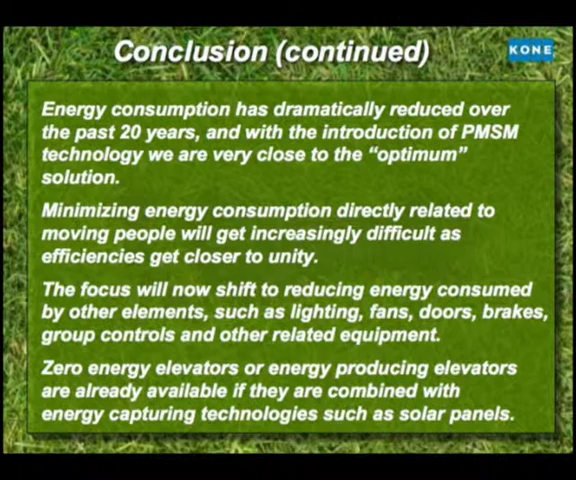 Conclusion (continued)
KONE
Energy consumption has dramatically reduced over
the past 20 years, and with the introduction of PMSM
technology we are very close to the “optimum”
solution.
Minimizing energy consumption directly related to
moving people will get increasingly difficult as
efficiencies get closer to unity.
The focus will now shift to reducing energy consumed
by other elements, such as lighting, fans, doors, brakes,
group controls and other related equipment.
Zero energy elevators or energy producing elevators
are already available if they are combined with
energy capturing technologies such as solar panels.